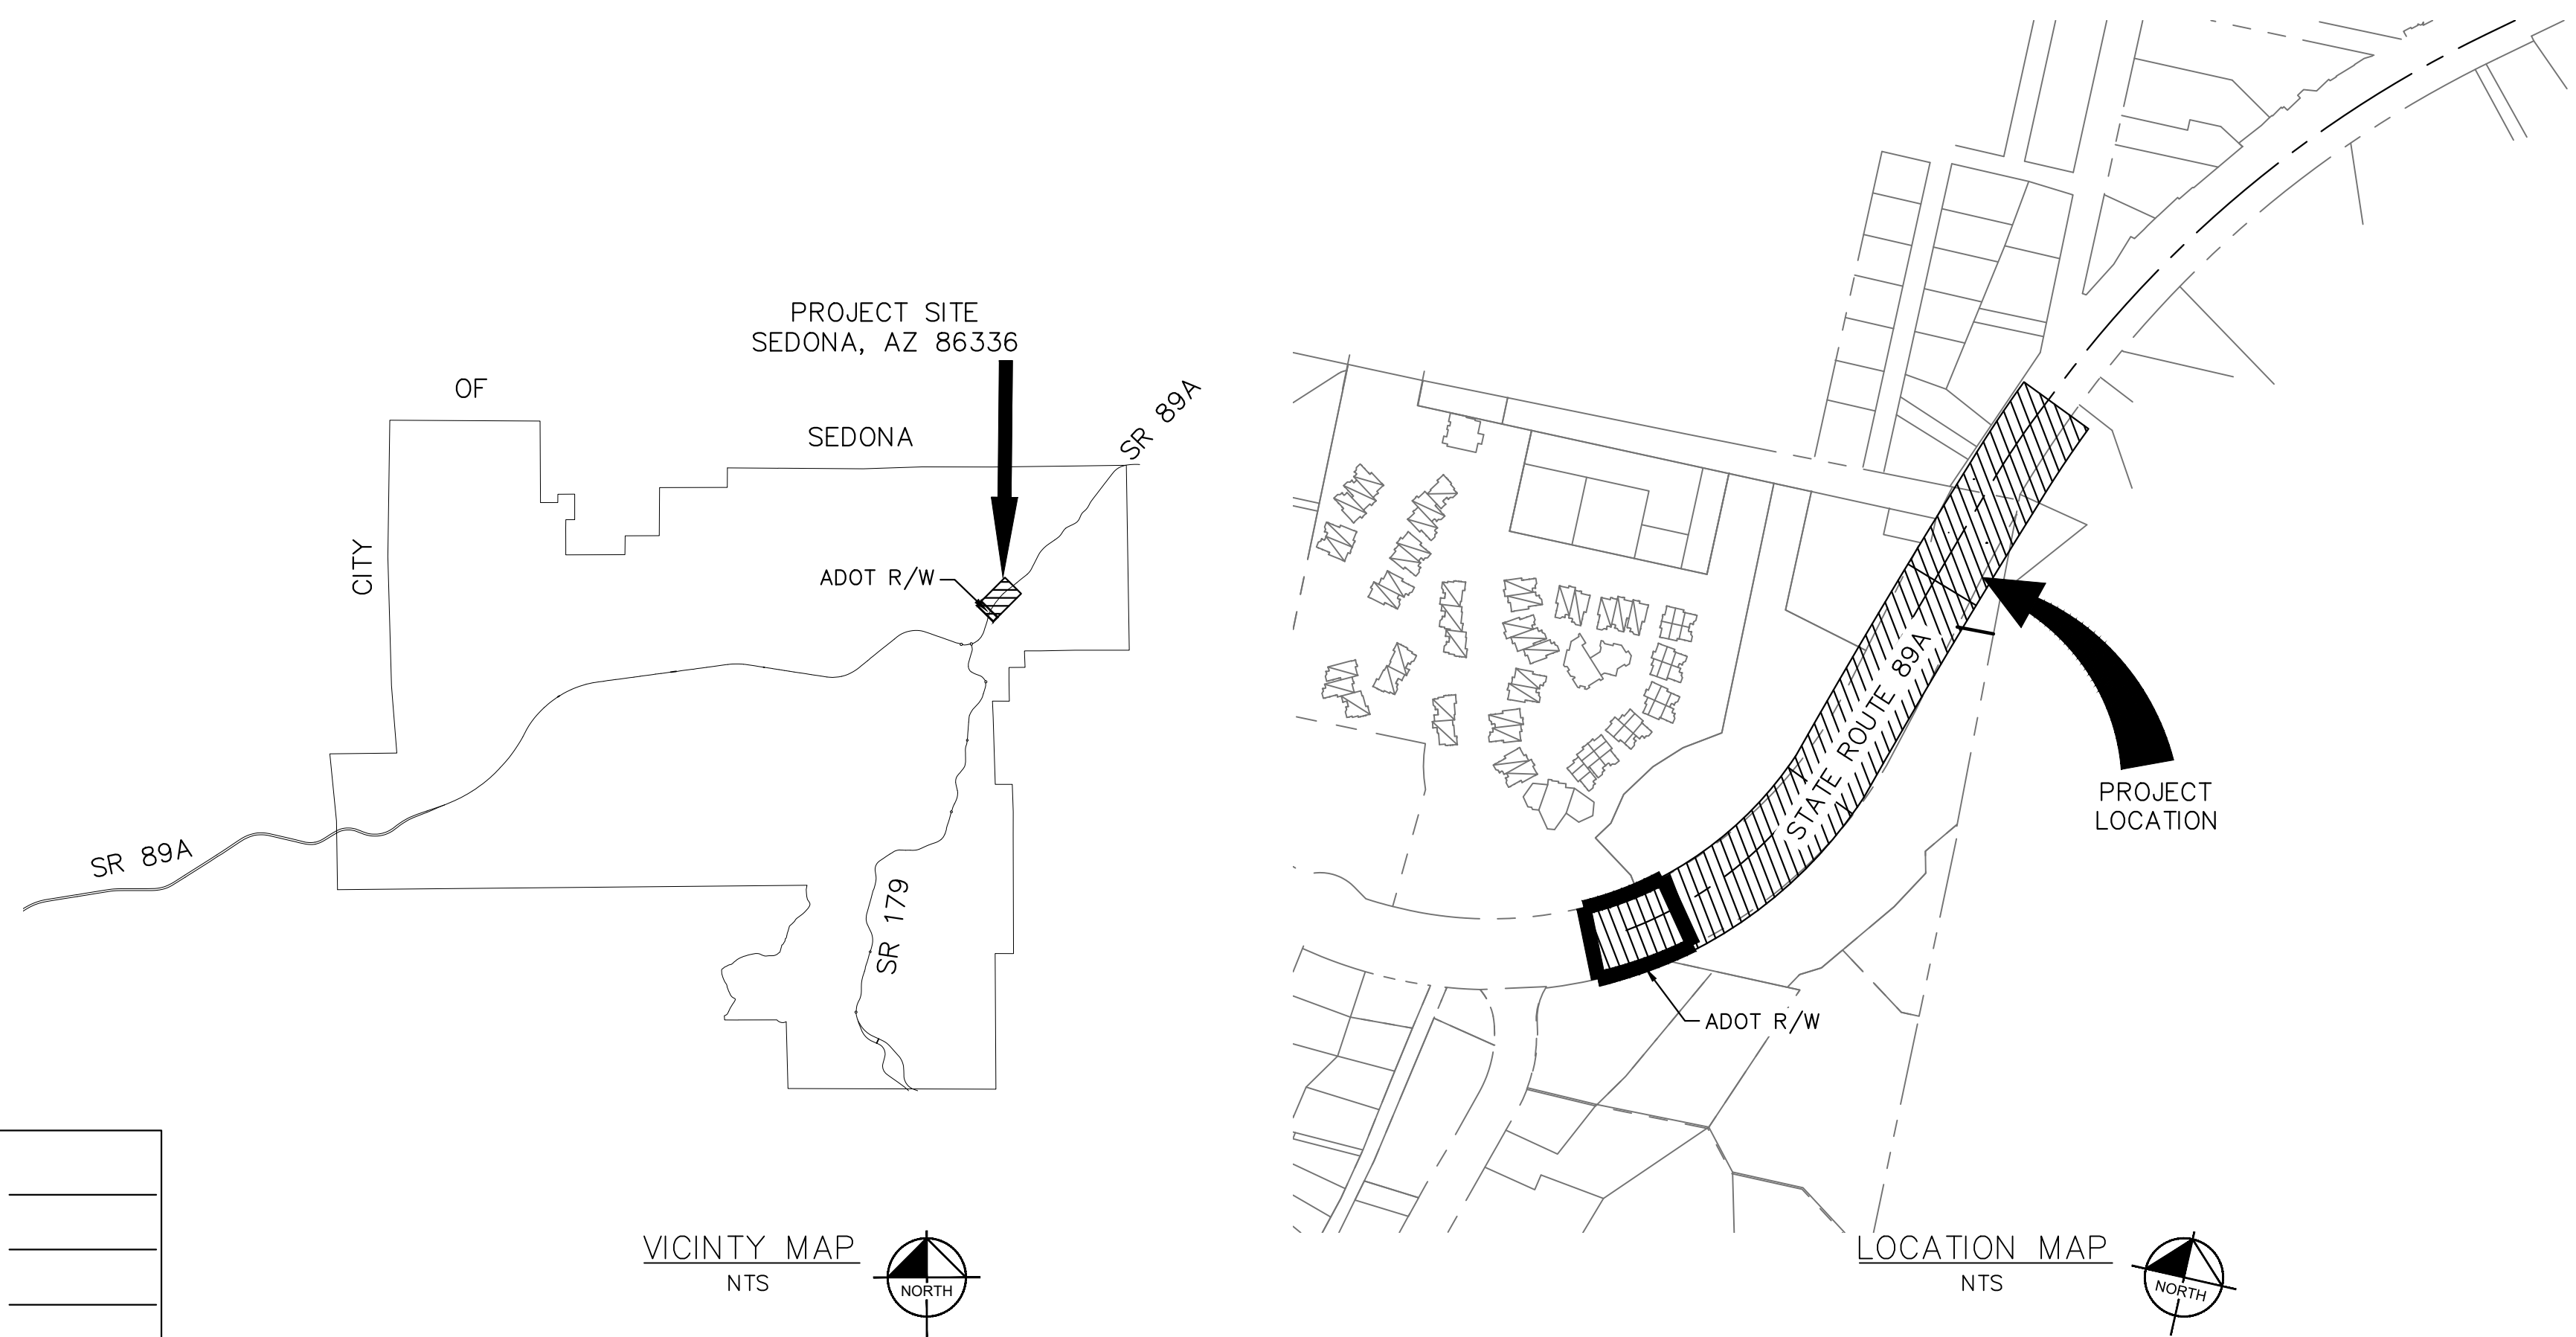 PROJECT SITE
SEDONA, AZ 86336
OF
SEDONA
SR 89A
CITY
ADOT R/W
SR 89A
SR 179
VICINTY MAP
NTS
NORTH
STATE ROUTE 89A
PROJECT
LOCATION
ADOT R/W
LOCATION MAP
NTS
NORTH